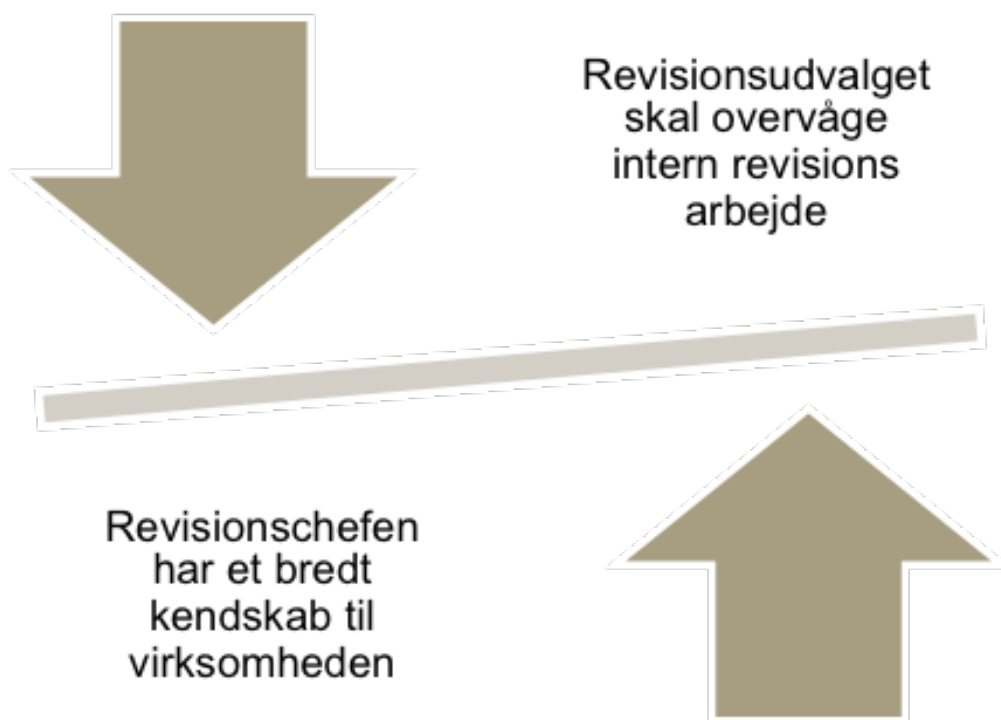 Revisionsudvalget
skal overvåge
intern revisions
arbejde
Revisionschefen
har et bredt
kendskab til
virksomheden